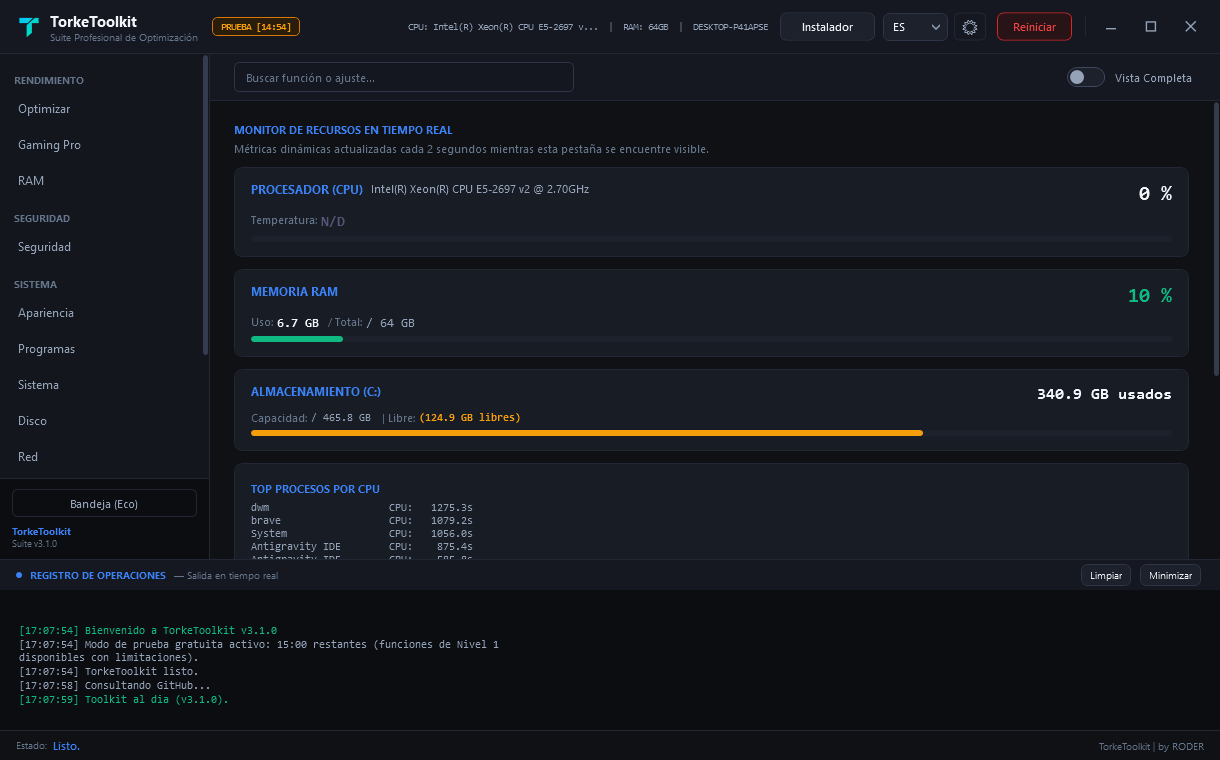 TorkeToolkit
Suite Profesional de Optimización
PRUEBA [14:54]
CPU: Intel(R) Xeon(R) CPU E5-2697 v... | RAM: 64GB | DESKTOP-P41APSE
Instalador
ES
Reiniciar
RENDIMIENTO
Optimizar
Gaming Pro
RAM
SEGURIDAD
Seguridad
SISTEMA
Apariencia
Programas
Sistema
Disco
Red
Bandeja (Eco)
TorkeToolkit
Suite v3.1.0
Buscar función o ajuste...
Vista Completa
MONITOR DE RECURSOS EN TIEMPO REAL
Métricas dinámicas actualizadas cada 2 segundos mientras esta pestaña se encuentre visible.
PROCESADOR (CPU) Intel(R) Xeon(R) CPU E5-2697 v2 @ 2.70GHz
0 %
Temperatura: N/D
MEMORIA RAM
10 %
Uso: 6.7 GB / Total: / 64 GB
ALMACENAMIENTO (C:)
340.9 GB usados
Capacidad: / 465.8 GB | Libre: (124.9 GB libres)
TOP PROCESOS POR CPU
dwm CPU: 1275.3s
brave CPU: 1079.2s
System CPU: 1056.0s
Antigravity IDE CPU: 875.4s
Antigravity IDE CPU:
REGISTRO DE OPERACIONES — Salida en tiempo real
Limpiar
Minimizar
[17:07:54] Bienvenido a TorkeToolkit v3.1.0
[17:07:54] Modo de prueba gratuita activo: 15:00 restantes (funciones de Nivel 1
disponibles con limitaciones).
[17:07:54] TorkeToolkit listo.
[17:07:58] Consultando GitHub...
[17:07:59] Toolkit al dia (v3.1.0).
Estado: Listo.
TorkeToolkit | by RODER